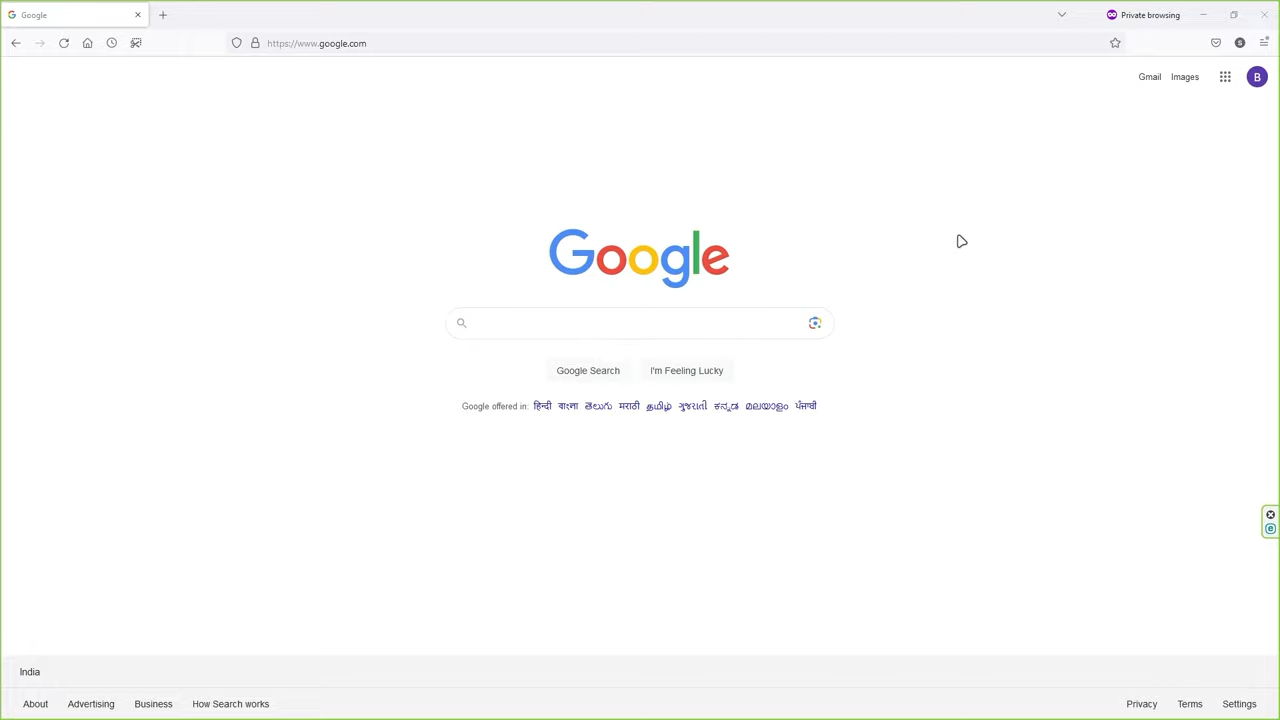 Google
Private browsing
https://www.google.com
Gmail Images
B
Google
Google Search I'm Feeling Lucky
Google offered in: हिन्दी বাংলা తెలుగు मराठी தமிழ் ગુજરાતી ಕನ್ನಡ മലയാളം ਪੰਜਾਬੀ
India
About Advertising Business How Search works Privacy Terms Settings